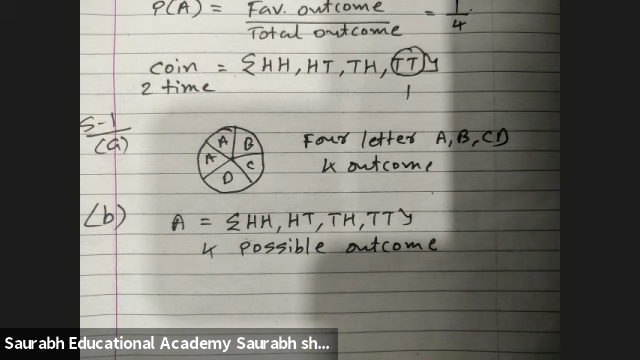 P(A) = Fav. outcome / Total outcome = 1/4
coin = {HH, HT, TH, TT}
2 time
1
S-1
(a)
A B
A C
D
Four letter A, B, CD
4 outcome
(b)
A = {HH, HT, TH, TT}
4 Possible outcome
Saurabh Educational Academy Saurabh sh...